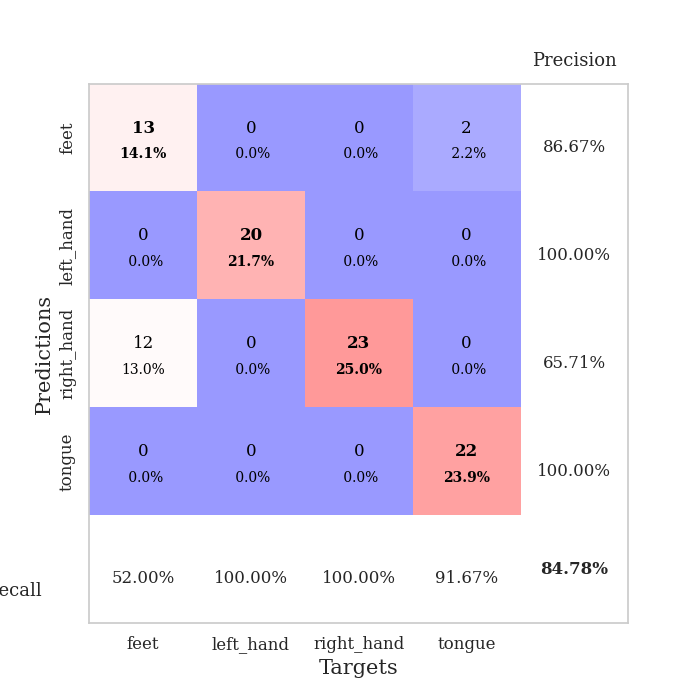 Precision
feet 13 0 0 2 86.67%
14.1% 0.0% 0.0% 2.2%
left_hand 0 20 0 0 100.00%
0.0% 21.7% 0.0% 0.0%
Predictions
right_hand 12 0 23 0 65.71%
13.0% 0.0% 25.0% 0.0%
tongue 0 0 0 22 100.00%
0.0% 0.0% 0.0% 23.9%
ecall 52.00% 100.00% 100.00% 91.67% 84.78%
feet left_hand right_hand tongue
Targets